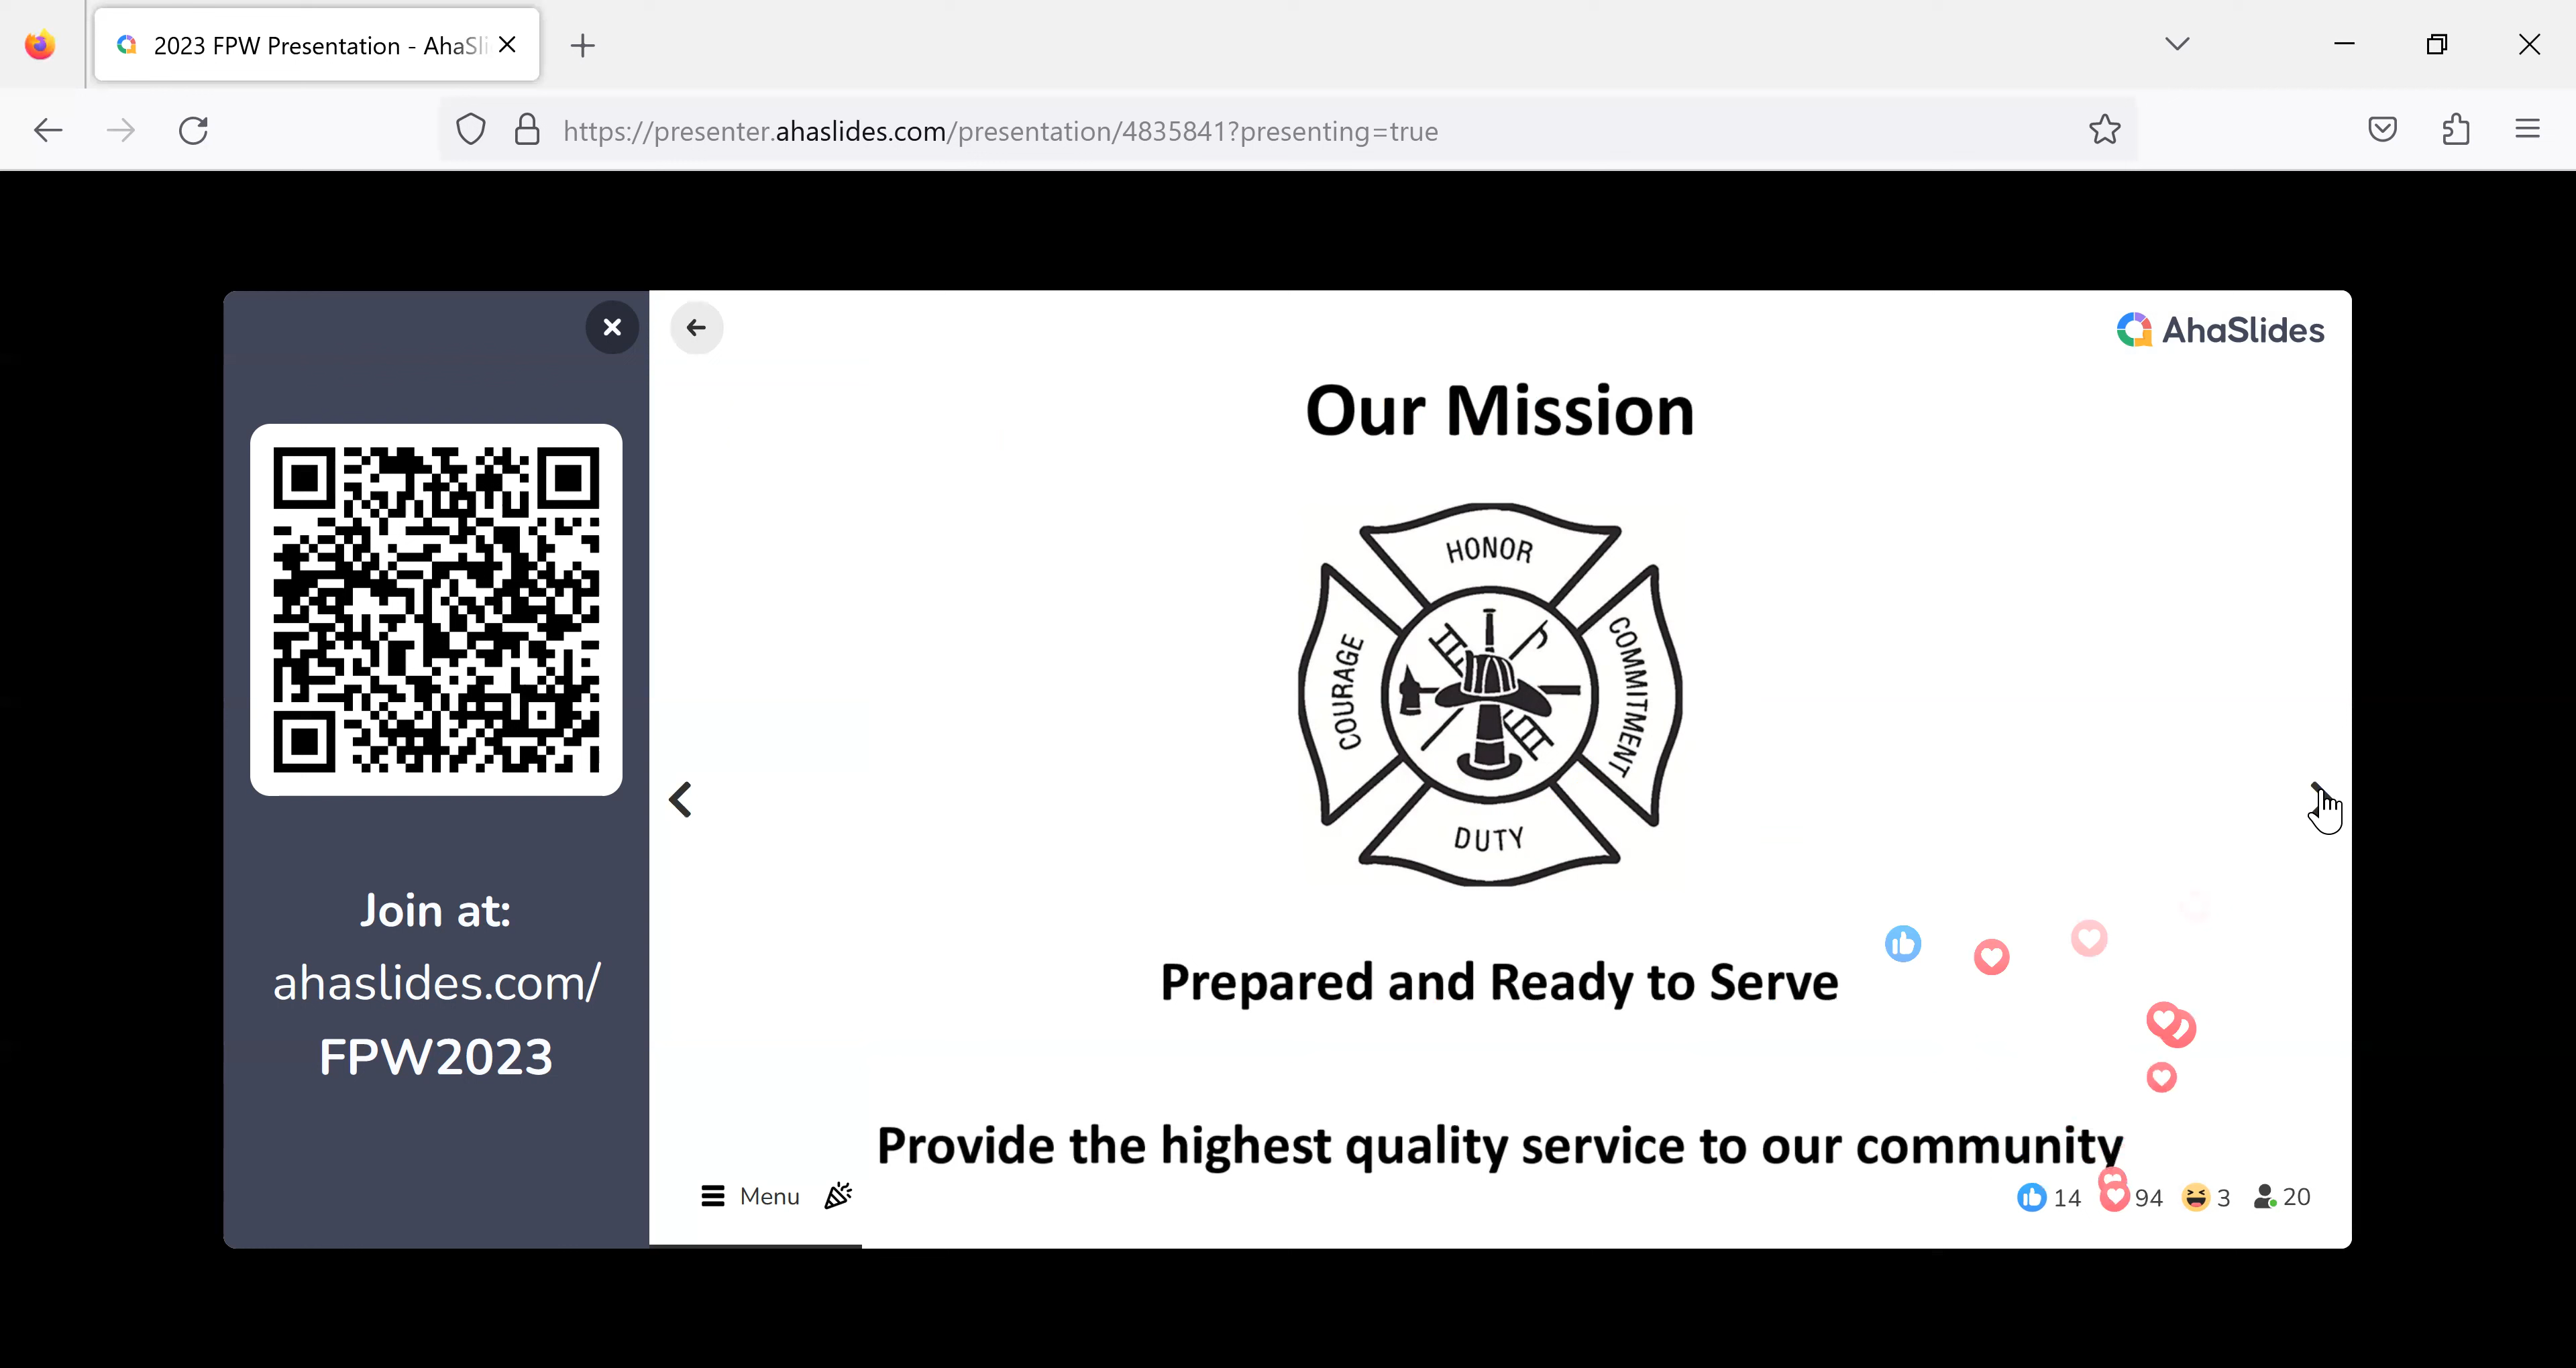 2023 FPW Presentation - AhaSli
https://presenter.ahaslides.com/presentation/4835841?presenting=true
AhaSlides
Our Mission
HONOR
COURAGE
COMMITMENT
DUTY
Join at:
ahaslides.com/
FPW2023
Prepared and Ready to Serve
Provide the highest quality service to our community
Menu
14 94 3 20